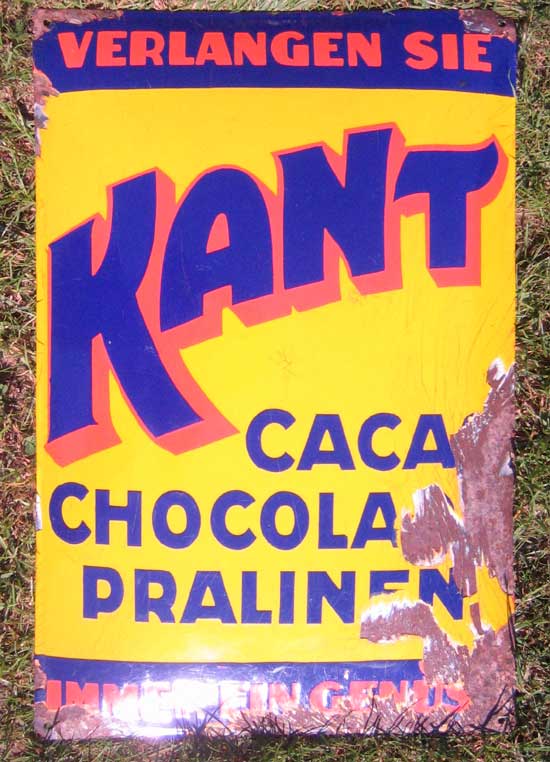 VERLANGEN SIE
KANT
CACA
CHOCOLA
PRALINEN
IMMER EIN GENUS